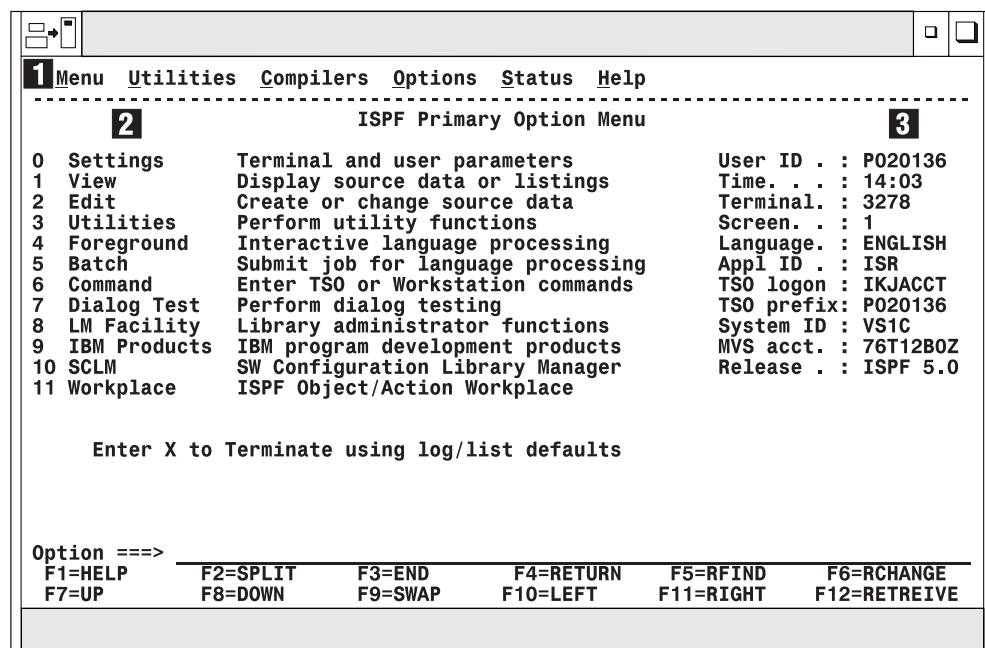 1 Menu Utilities Compilers Options Status Help
2 ISPF Primary Option Menu 3
0 Settings Terminal and user parameters User ID . : PO20136
1 View Display source data or listings Time. . . : 14:03
2 Edit Create or change source data Terminal. : 3278
3 Utilities Perform utility functions Screen. . : 1
4 Foreground Interactive language processing Language. : ENGLISH
5 Batch Submit job for language processing Appl ID . : ISR
6 Command Enter TSO or Workstation commands TSO logon : IKJACCT
7 Dialog Test Perform dialog testing TSO prefix: PO20136
8 LM Facility Library administrator functions System ID : VS1C
9 IBM Products IBM program development products MVS acct. : 76T12B0Z
10 SCLM SW Configuration Library Manager Release . : ISPF 5.0
11 Workplace ISPF Object/Action Workplace
Enter X to Terminate using log/list defaults
Option ===>
F1=HELP F2=SPLIT F3=END F4=RETURN F5=RFIND F6=RCHANGE
F7=UP F8=DOWN F9=SWAP F10=LEFT F11=RIGHT F12=RETREIVE